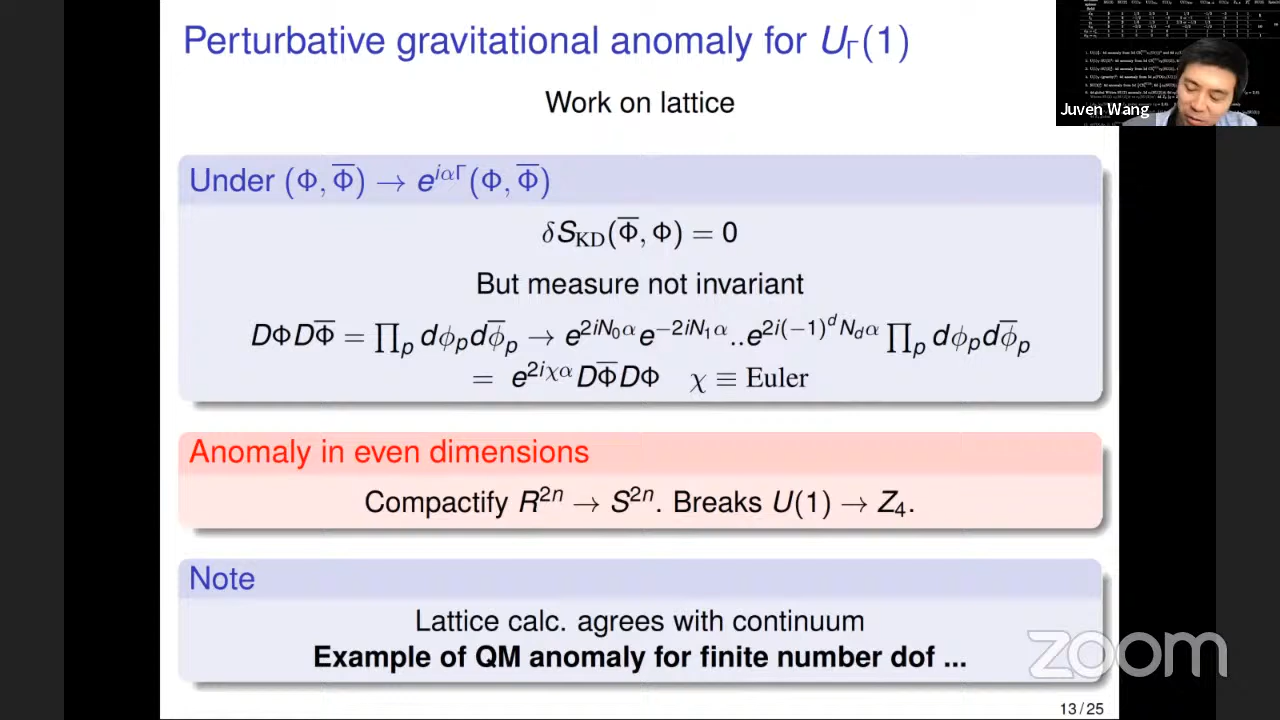 Perturbative gravitational anomaly for U_Γ(1)
Work on lattice
Juven Wang
Under (Φ, Φ̅) → e^{iαΓ}(Φ, Φ̅)
δS_KD(Φ̅, Φ) = 0
But measure not invariant
DΦDΦ̅ = ∏_p dϕ_p dϕ̅_p → e^{2iN_0α}e^{−2iN_1α}..e^{2i(−1)^d N_dα} ∏_p dϕ_p dϕ̅_p
= e^{2iχα}DΦ̅DΦ χ ≡ Euler
Anomaly in even dimensions
Compactify R^{2n} → S^{2n}. Breaks U(1) → Z_4.
Note
Lattice calc. agrees with continuum
Example of QM anomaly for finite number dof ...
zoom
13 / 25